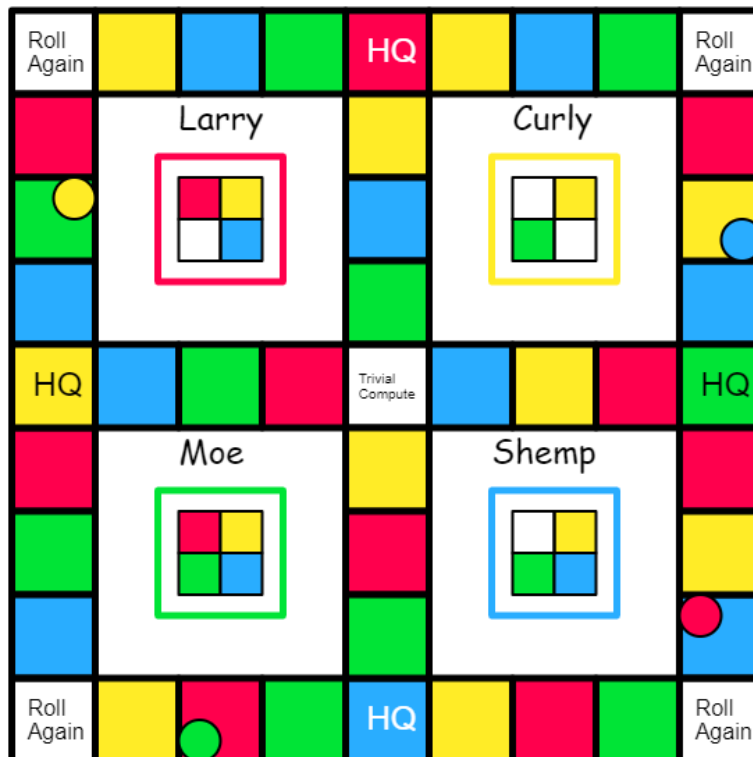 Roll
Again
HQ
Roll
Again
Larry
Curly
HQ
Trivial
Compute
HQ
Moe
Shemp
Roll
Again
HQ
Roll
Again